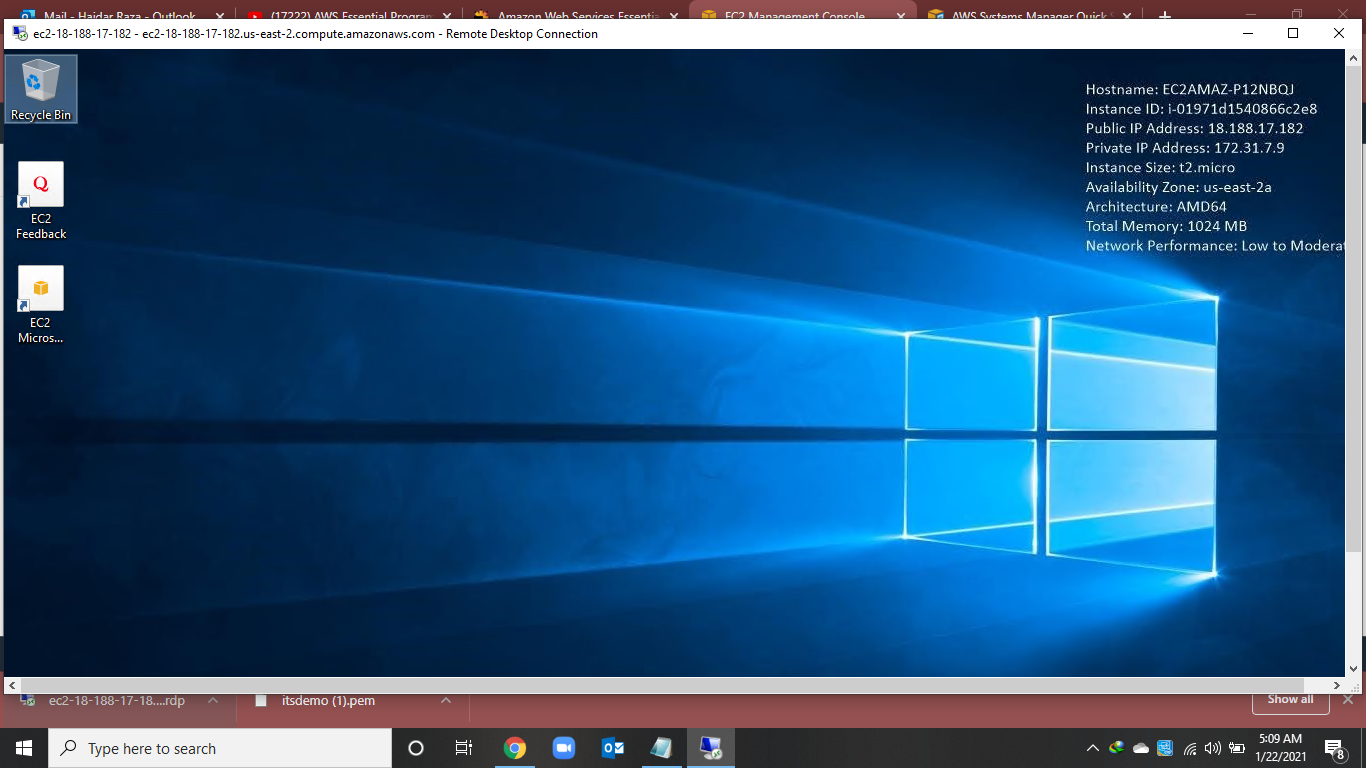 Mail - Haidar Raza - Outlook
(17222) AWS Essential Program
Amazon Web Services Essentia
EC2 Management Console
AWS Systems Manager Quick S
ec2-18-188-17-182 - ec2-18-188-17-182.us-east-2.compute.amazonaws.com - Remote Desktop Connection
Recycle Bin
Q
EC2
Feedback
EC2
Micros...
Hostname: EC2AMAZ-P12NBQJ
Instance ID: i-01971d1540866c2e8
Public IP Address: 18.188.17.182
Private IP Address: 172.31.7.9
Instance Size: t2.micro
Availability Zone: us-east-2a
Architecture: AMD64
Total Memory: 1024 MB
Network Performance: Low to Moderat
ec2-18-188-17-18....rdp
itsdemo (1).pem
Show all
Type here to search
5:09 AM
1/22/2021
8